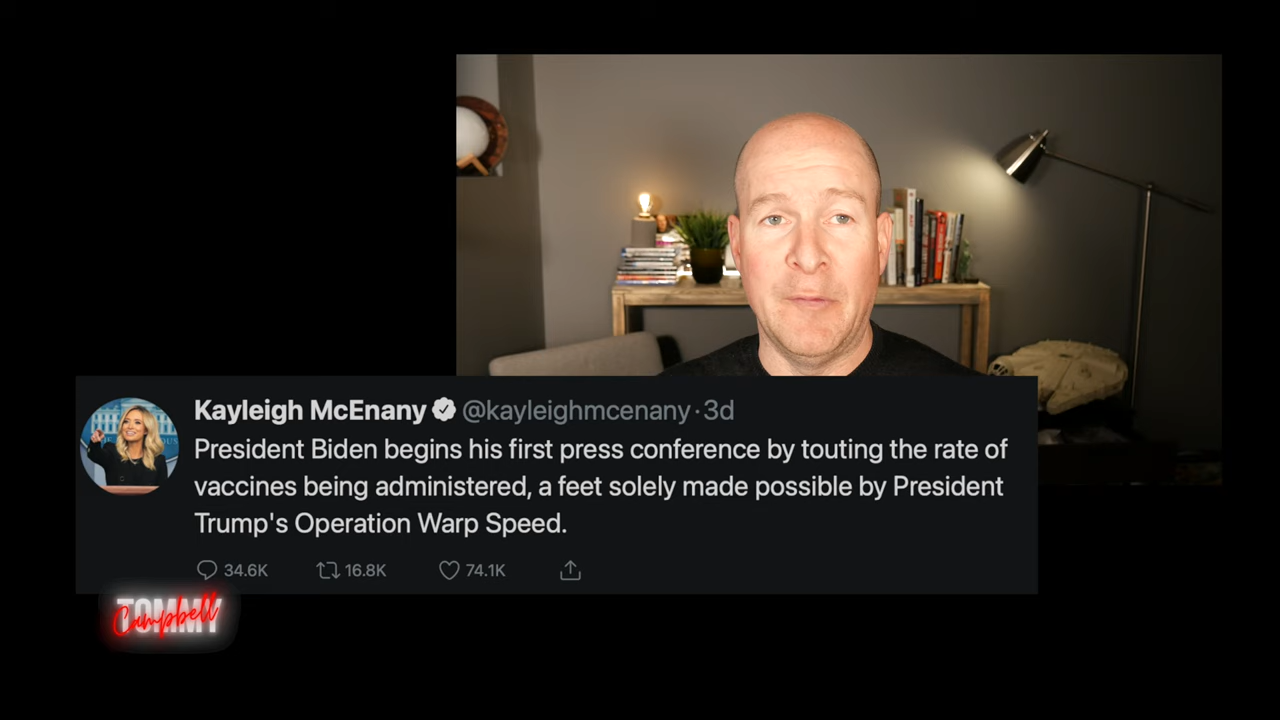 Kayleigh McEnany @kayleighmcenany · 3d
President Biden begins his first press conference by touting the rate of
vaccines being administered, a feet solely made possible by President
Trump's Operation Warp Speed.
34.6K 16.8K 74.1K
TOMMY
Campbell